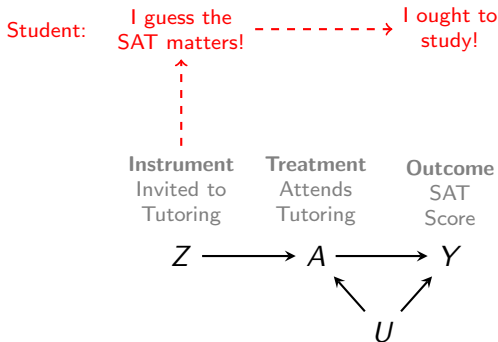 Student:
I guess the
SAT matters!
I ought to
study!
Instrument
Invited to
Tutoring
Treatment
Attends
Tutoring
Outcome
SAT
Score
Z
A
Y
U